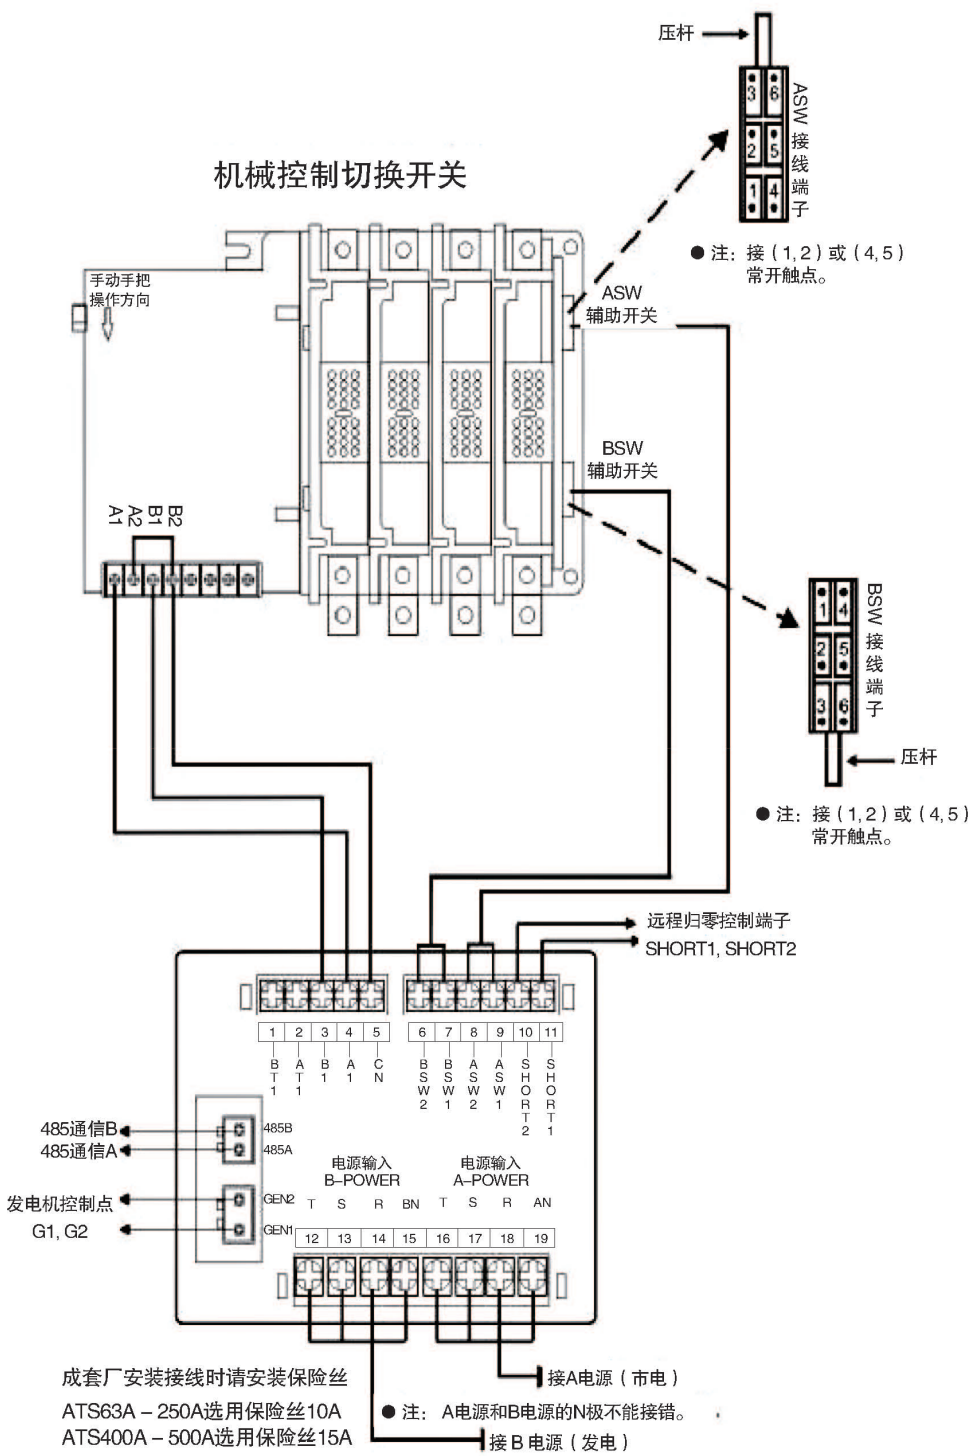 压杆
3 6
2 5
1 4
ASW接线端子
机械控制切换开关
● 注：接（1,2）或（4,5）
常开触点。
手动手把
操作方向
ASW
辅助开关
BSW
辅助开关
A1 A2 B1 B2
1 4
2 5
3 6
BSW接线端子
压杆
● 注：接（1,2）或（4,5）
常开触点。
远程归零控制端子
SHORT1, SHORT2
1 2 3 4 5 6 7 8 9 10 11
BT1 AT1 B1 A1 CN BSW2 BSW1 ASW2 ASW1 SHORT2 SHORT1
485通信B
485B
485通信A
485A
电源输入
B-POWER
电源输入
A-POWER
发电机控制点
G1, G2
GEN2
GEN1
T S R BN T S R AN
12 13 14 15 16 17 18 19
成套厂安装接线时请安装保险丝
接A电源（市电）
ATS63A – 250A选用保险丝10A
● 注： A电源和B电源的N极不能接错。
ATS400A – 500A选用保险丝15A
接B电源（发电）